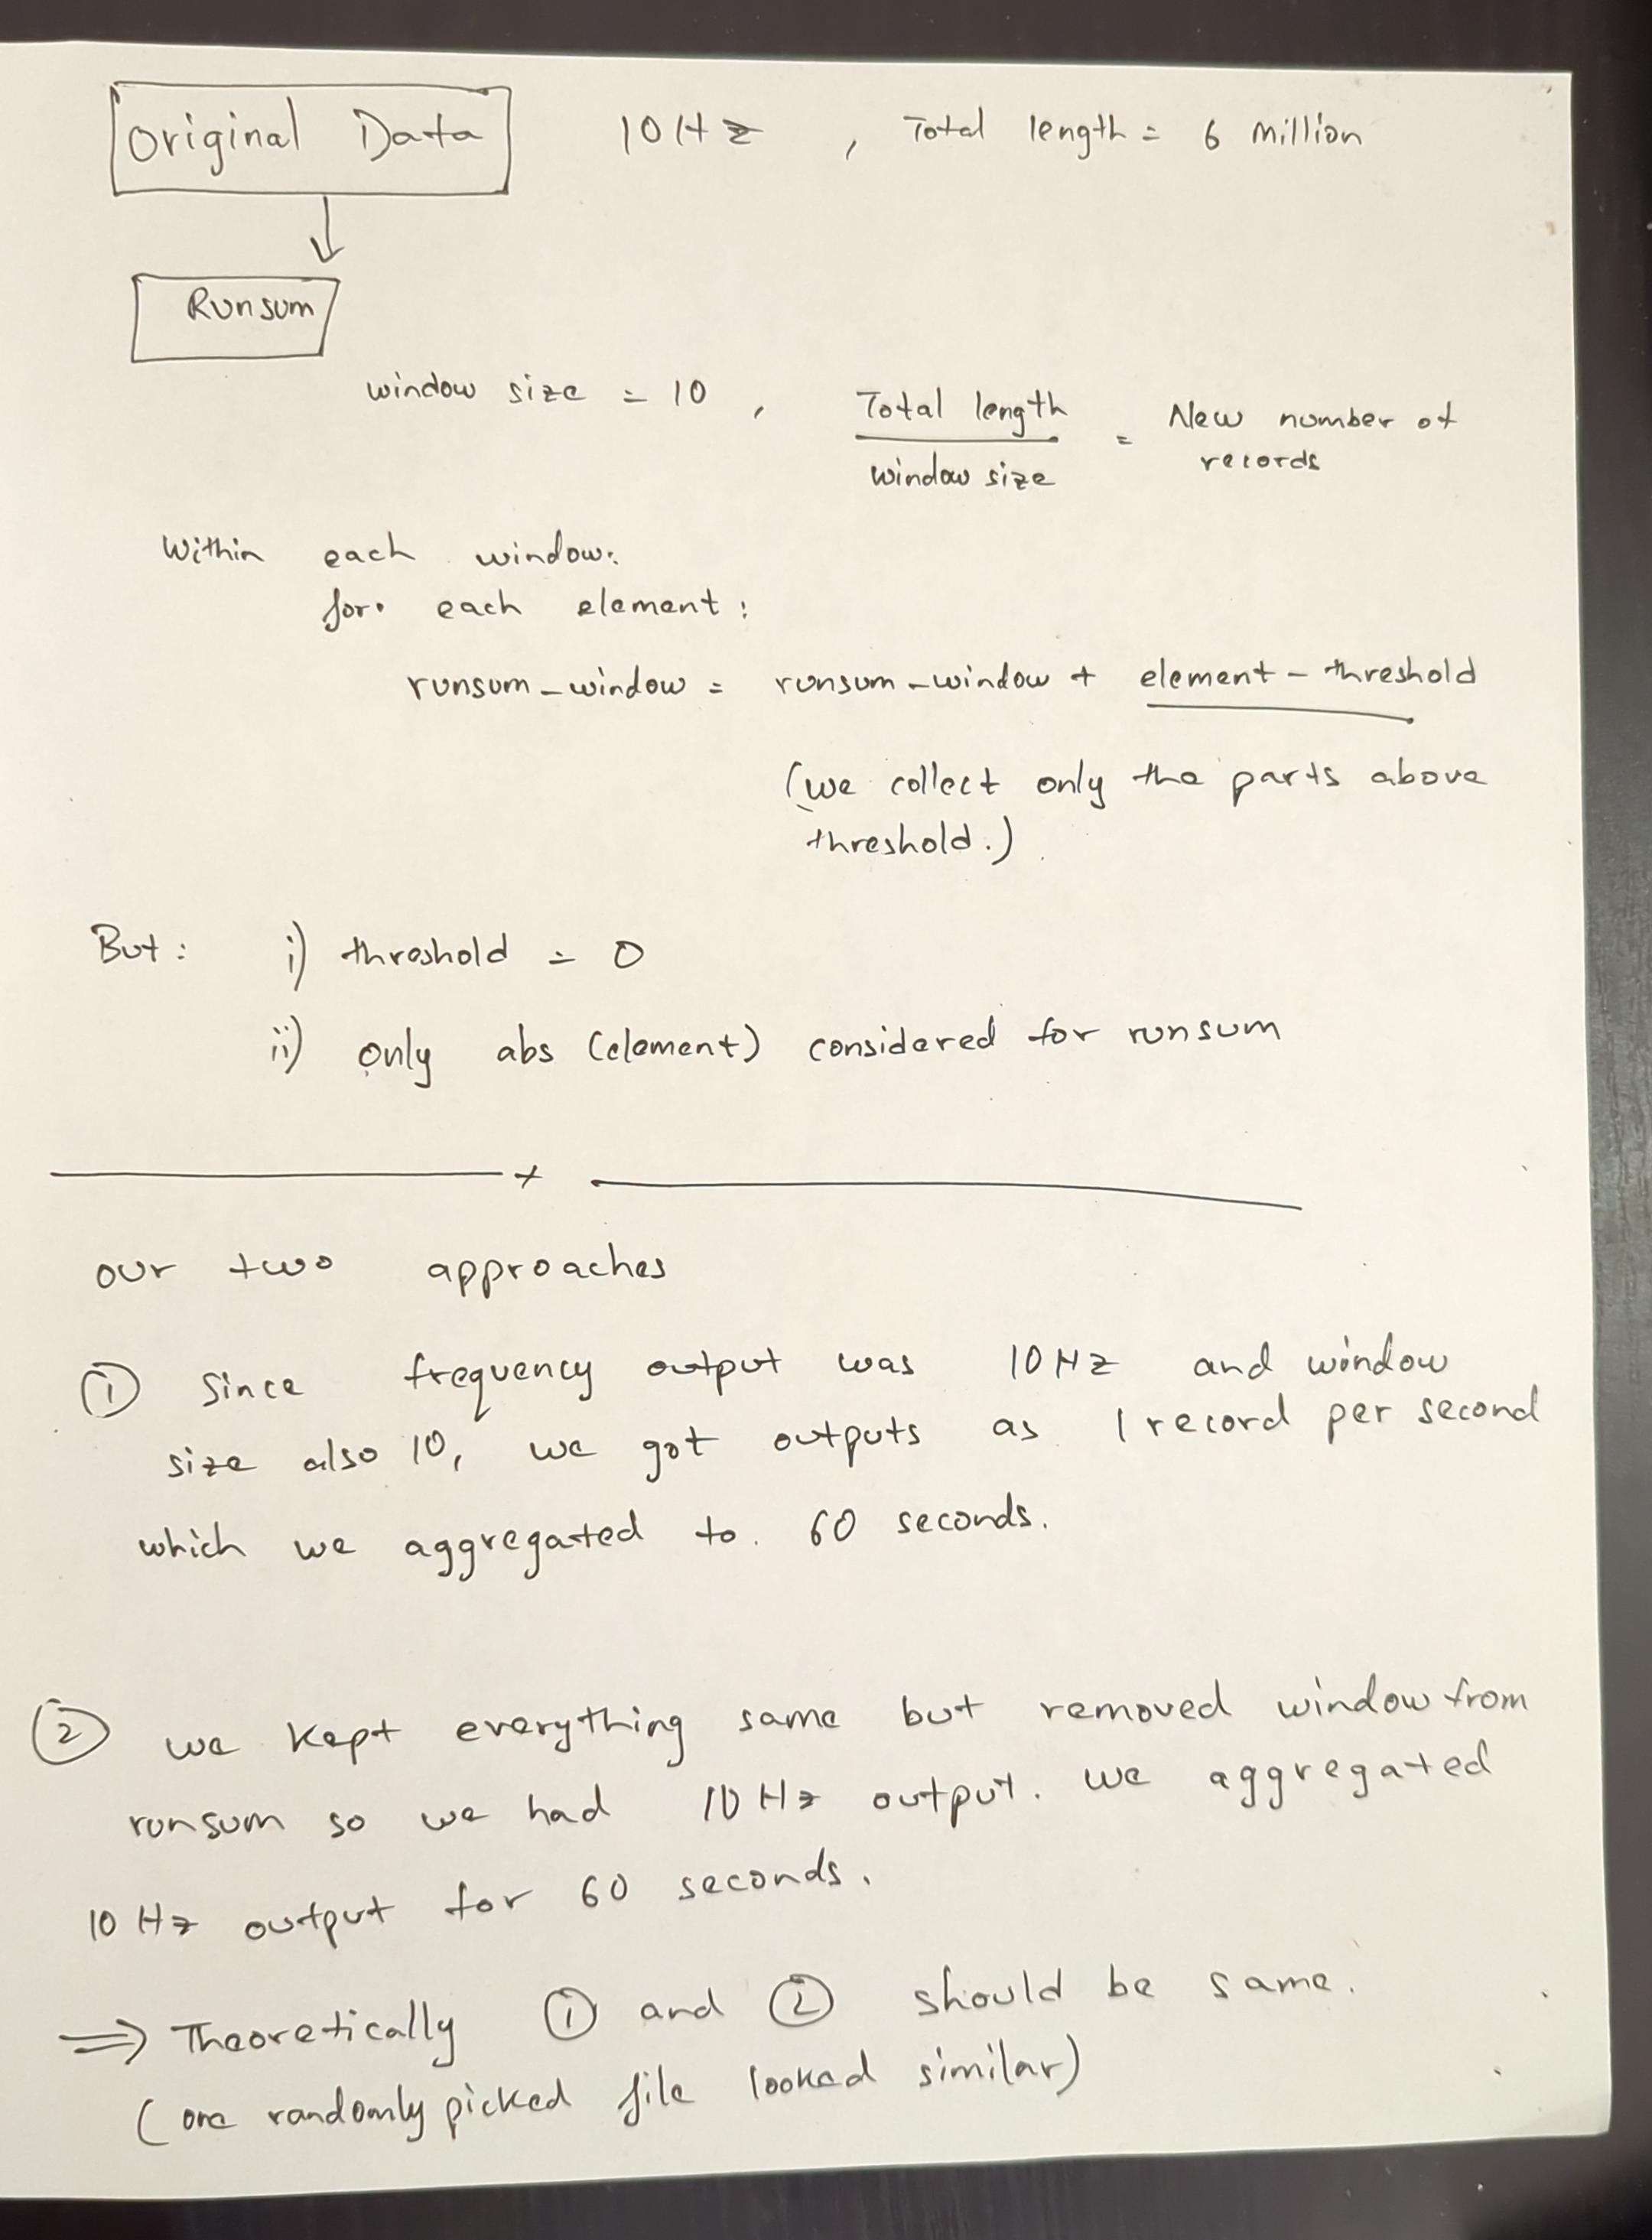 Original Data 10 Hz , Total length = 6 million
Runsum
window size = 10 , Total length / window size = New number of records
Within each window:
for each element:
runsum_window = runsum_window + element - threshold
(we collect only the parts above
threshold.)
But: i) threshold = 0
ii) only abs (element) considered for runsum
our two approaches
① Since frequency output was 10 Hz and window
size also 10, we got outputs as 1 record per second
which we aggregated to 60 seconds.
② we kept everything same but removed window from
runsum so we had 10 Hz output. we aggregated
10 Hz output for 60 seconds.
⇒ Theoretically ① and ② should be same.
(one randomly picked file looked similar)